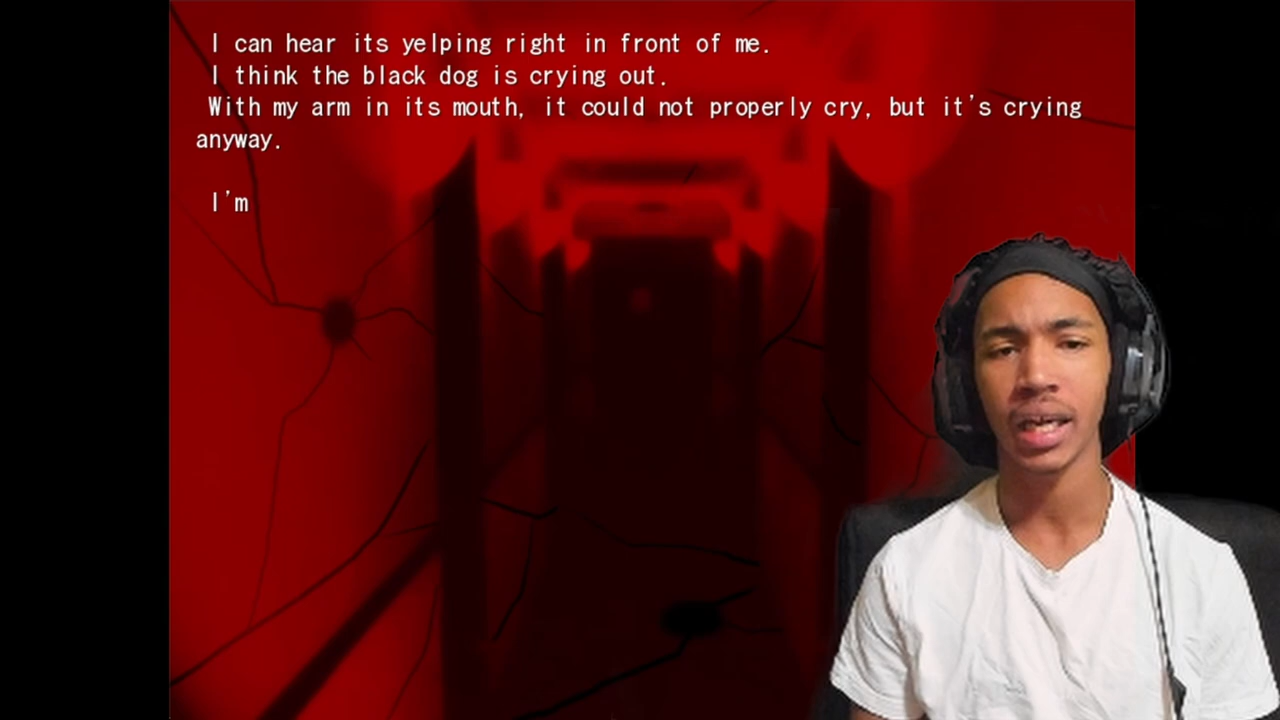 I can hear its yelping right in front of me.
I think the black dog is crying out.
With my arm in its mouth, it could not properly cry, but it's crying
anyway.
I'm